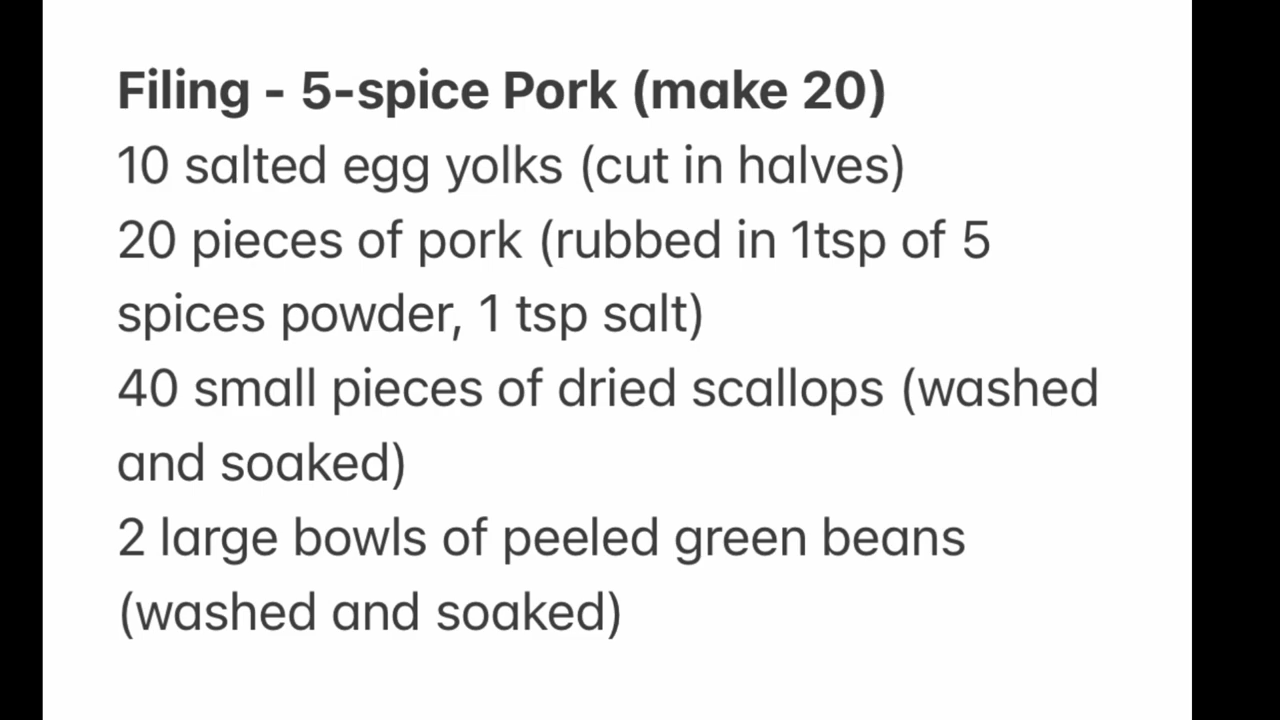 Filing - 5-spice Pork (make 20)
10 salted egg yolks (cut in halves)
20 pieces of pork (rubbed in 1tsp of 5
spices powder, 1 tsp salt)
40 small pieces of dried scallops (washed
and soaked)
2 large bowls of peeled green beans
(washed and soaked)